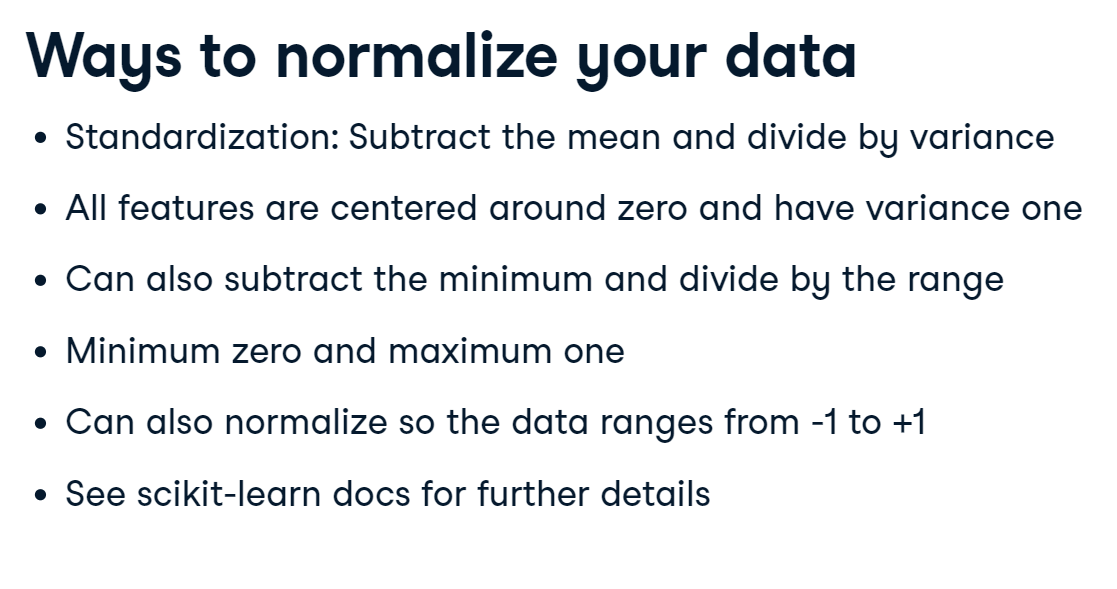 Ways to normalize your data
• Standardization: Subtract the mean and divide by variance
• All features are centered around zero and have variance one
• Can also subtract the minimum and divide by the range
• Minimum zero and maximum one
• Can also normalize so the data ranges from -1 to +1
• See scikit-learn docs for further details